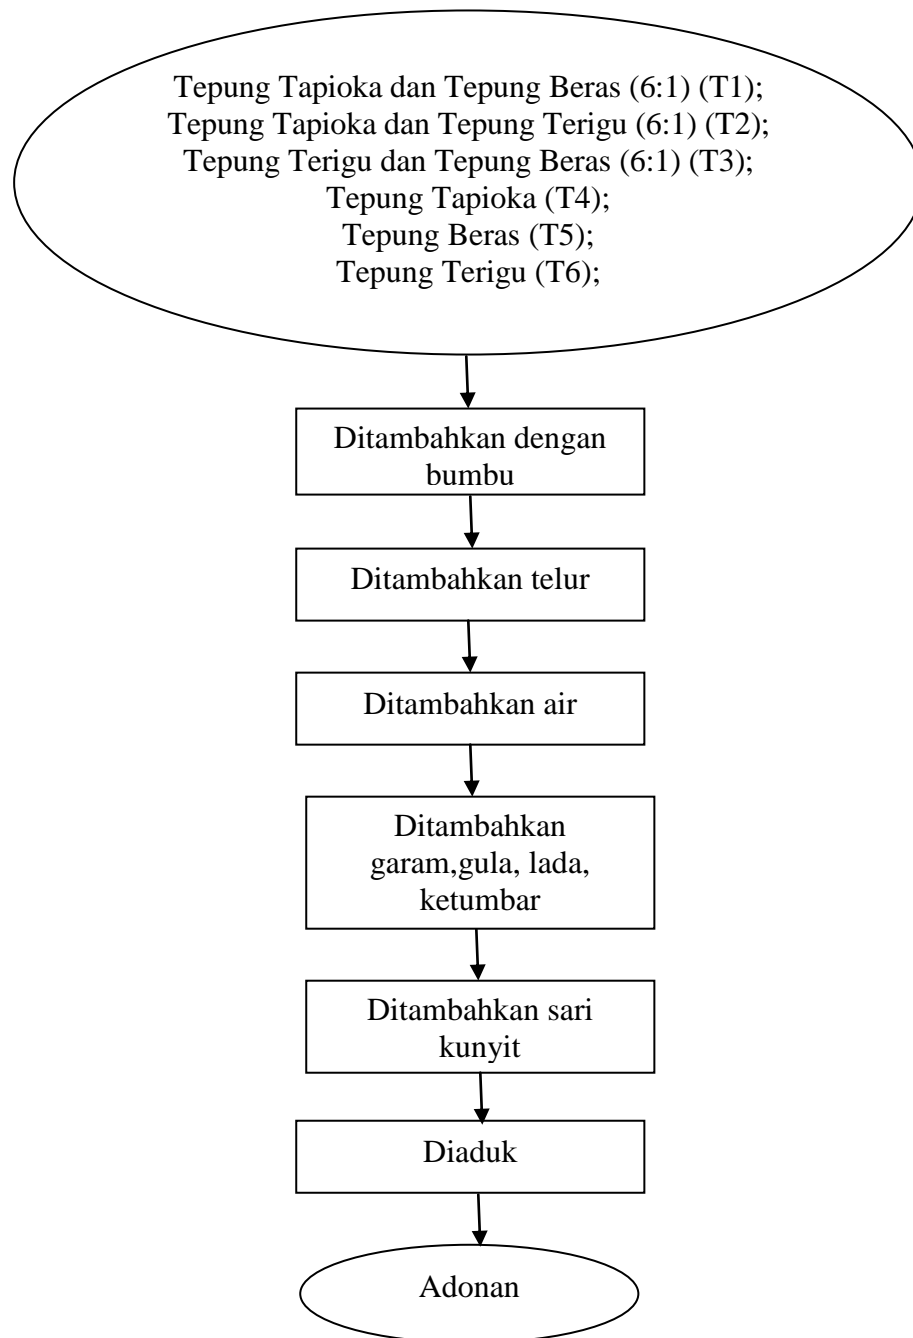 Tepung Tapioka dan Tepung Beras (6:1) (T1);
Tepung Tapioka dan Tepung Terigu (6:1) (T2);
Tepung Terigu dan Tepung Beras (6:1) (T3);
Tepung Tapioka (T4);
Tepung Beras (T5);
Tepung Terigu (T6);
Ditambahkan dengan
bumbu
Ditambahkan telur
Ditambahkan air
Ditambahkan
garam,gula, lada,
ketumbar
Ditambahkan sari
kunyit
Diaduk
Adonan